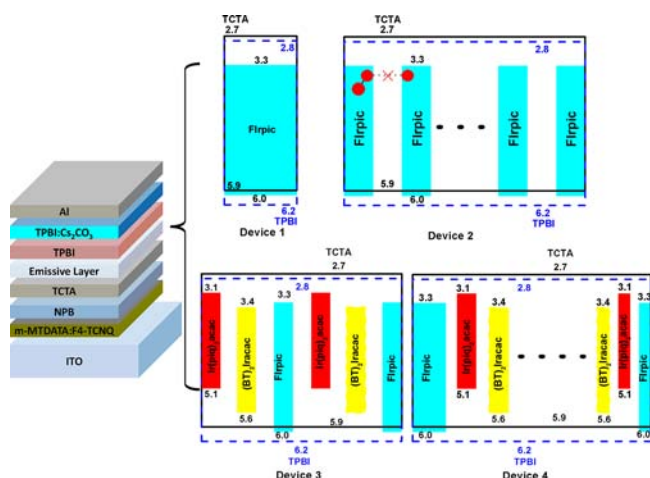 TCTA
2.7
2.8
3.3
FIrpic
5.9
6.0
6.2
TPBI
Device 1
TCTA
2.7
2.8
3.3
FIrpic
FIrpic
FIrpic
FIrpic
5.9
6.0
6.2
TPBI
Device 2
Al
TPBI:Cs₂CO₃
TPBI
Emissive Layer
TCTA
NPB
m-MTDATA:F4-TCNQ
ITO
TCTA
2.7
2.8
3.1
3.4
3.3
3.1
Ir(piq)₂acac
(BT)₂Iracac
FIrpic
Ir(piq)₂acac
(BT)₂Iracac
FIrpic
5.1
5.6
5.9
6.0
6.2
TPBI
Device 3
TCTA
2.7
2.8
3.3
3.1
3.4
3.4
3.1
3.3
FIrpic
Ir(piq)₂acac
(BT)₂Iracac
(BT)₂Iracac
Ir(piq)₂acac
FIrpic
5.1
5.1
5.6
5.9
5.6
6.0
6.0
6.2
TPBI
Device 4